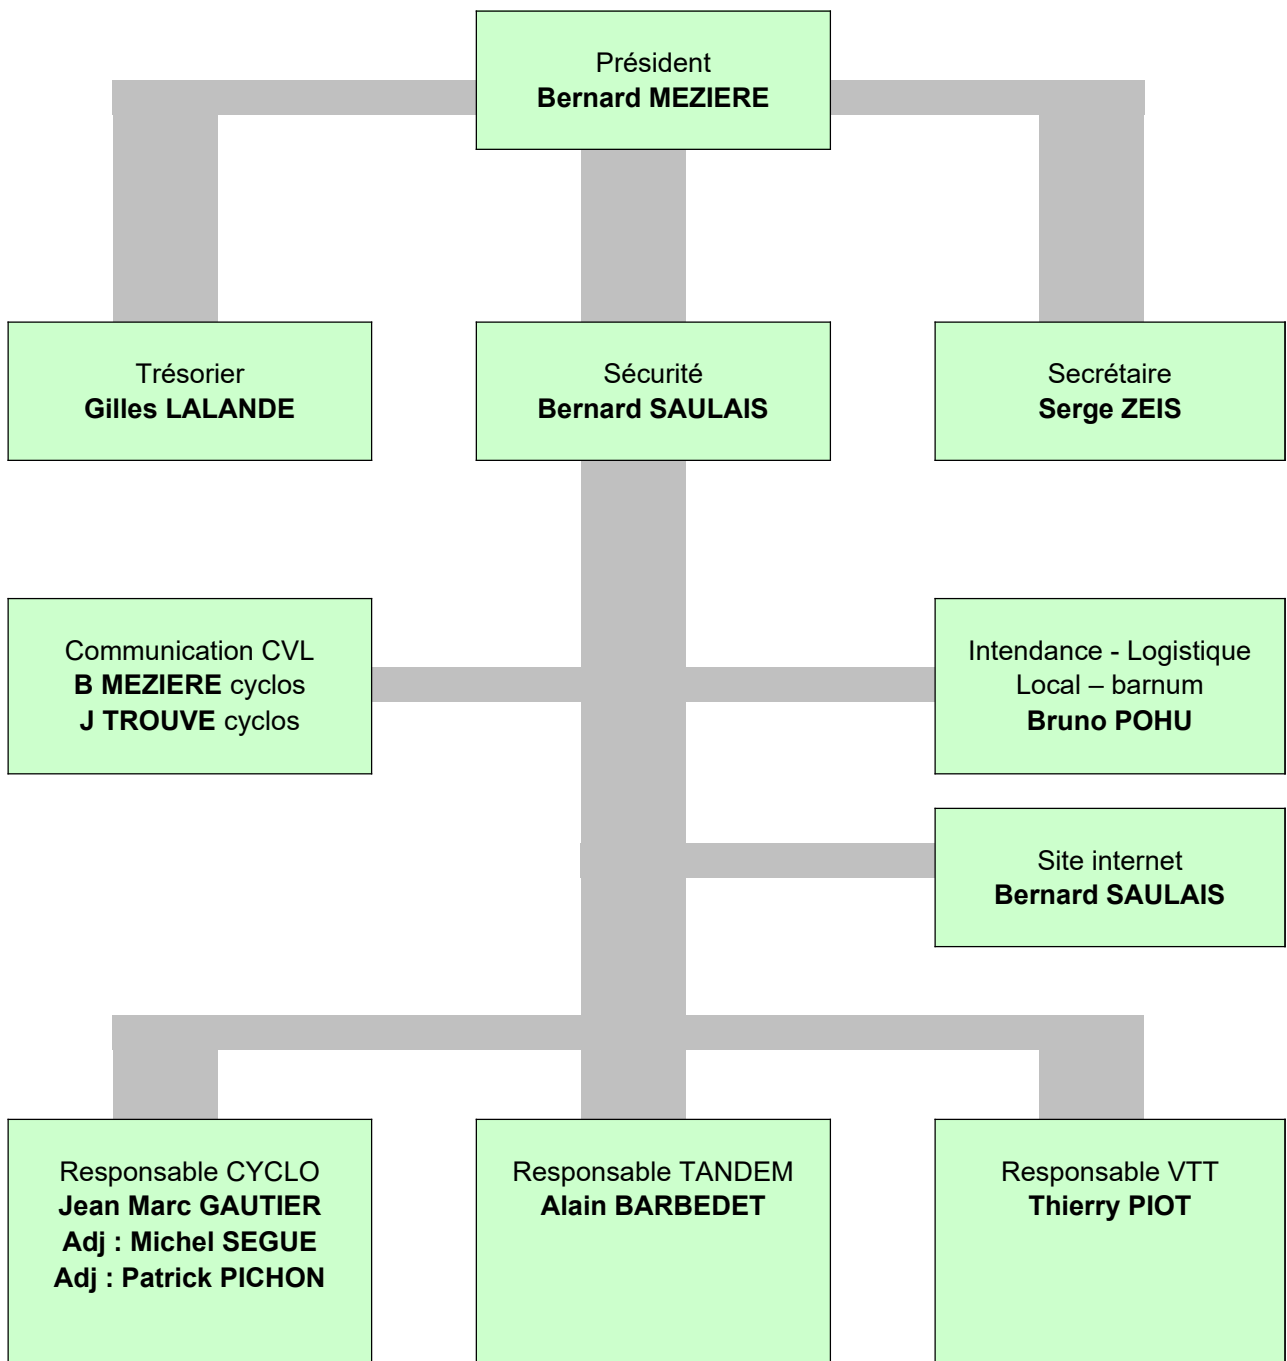 Président
Bernard MEZIERE
Trésorier
Gilles LALANDE
Sécurité
Bernard SAULAIS
Secrétaire
Serge ZEIS
Communication CVL
B MEZIERE cyclos
J TROUVE cyclos
Intendance - Logistique
Local – barnum
Bruno POHU
Site internet
Bernard SAULAIS
Responsable CYCLO
Jean Marc GAUTIER
Adj : Michel SEGUE
Adj : Patrick PICHON
Responsable TANDEM
Alain BARBEDET
Responsable VTT
Thierry PIOT